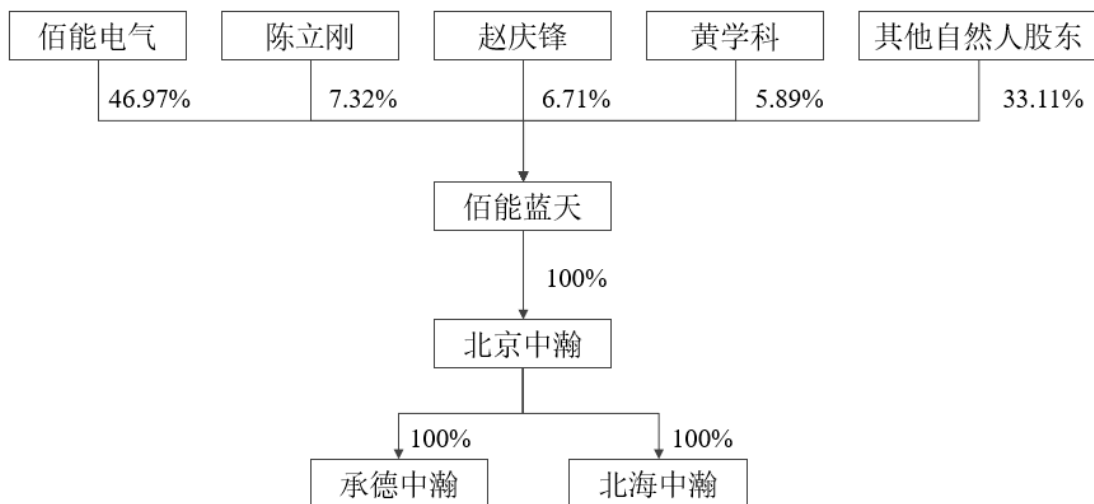 佰能电气 陈立刚 赵庆锋 黄学科 其他自然人股东
46.97% 7.32% 6.71% 5.89% 33.11%
佰能蓝天
100%
北京中瀚
100% 100%
承德中瀚 北海中瀚